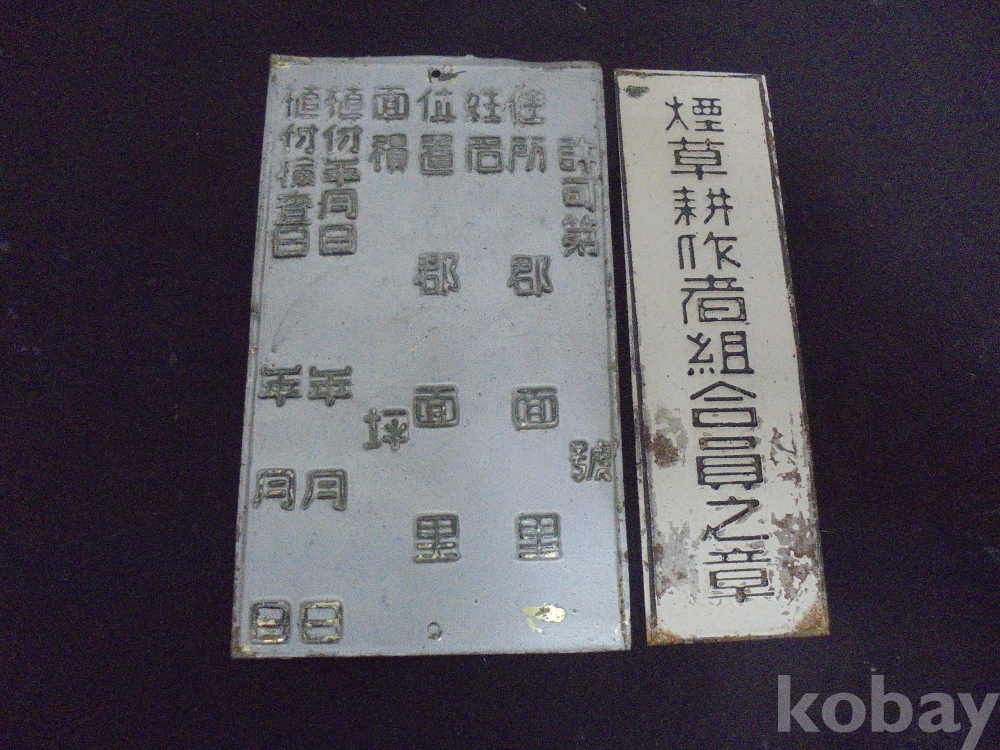 煙草耕作者組合員之章
許可第 號
住所 郡 面 里
姓名
位置 郡 面 里
面積 坪
植付年月日 年 月 日
植付檢査日 年 月 日
kobay